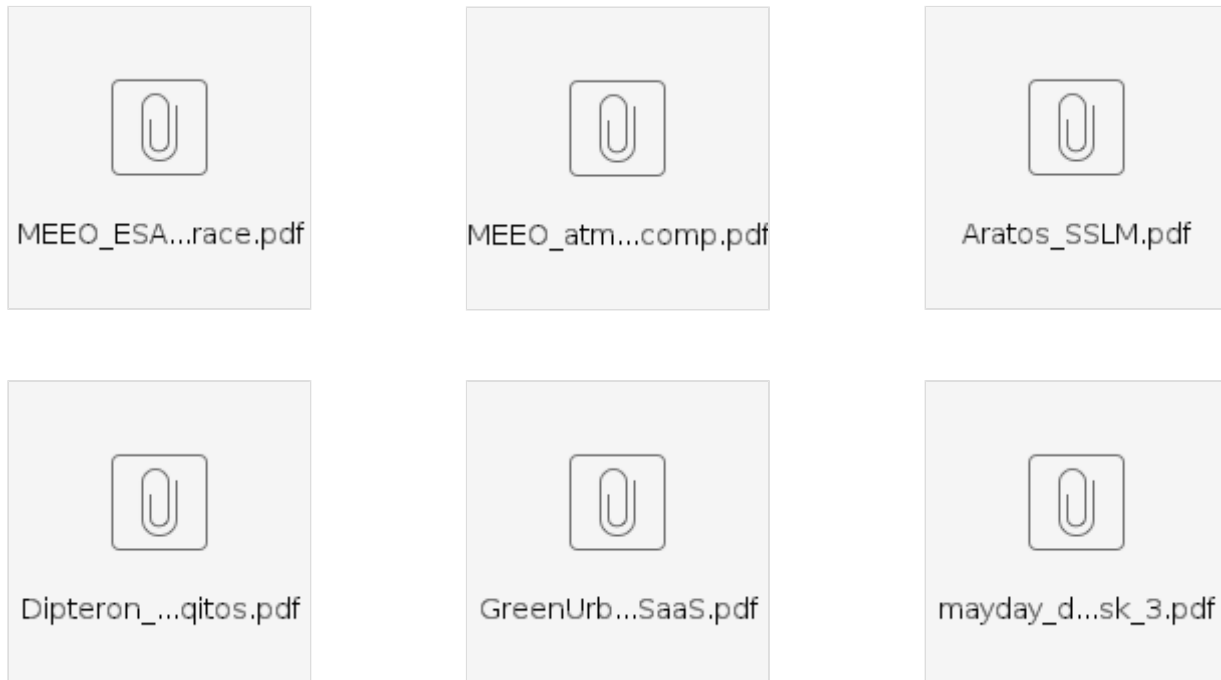 MEEO_ESA...race.pdf
MEEO_atm...comp.pdf
Aratos_SSLM.pdf
Dipteron_...qitos.pdf
GreenUrb...SaaS.pdf
mayday_d...sk_3.pdf